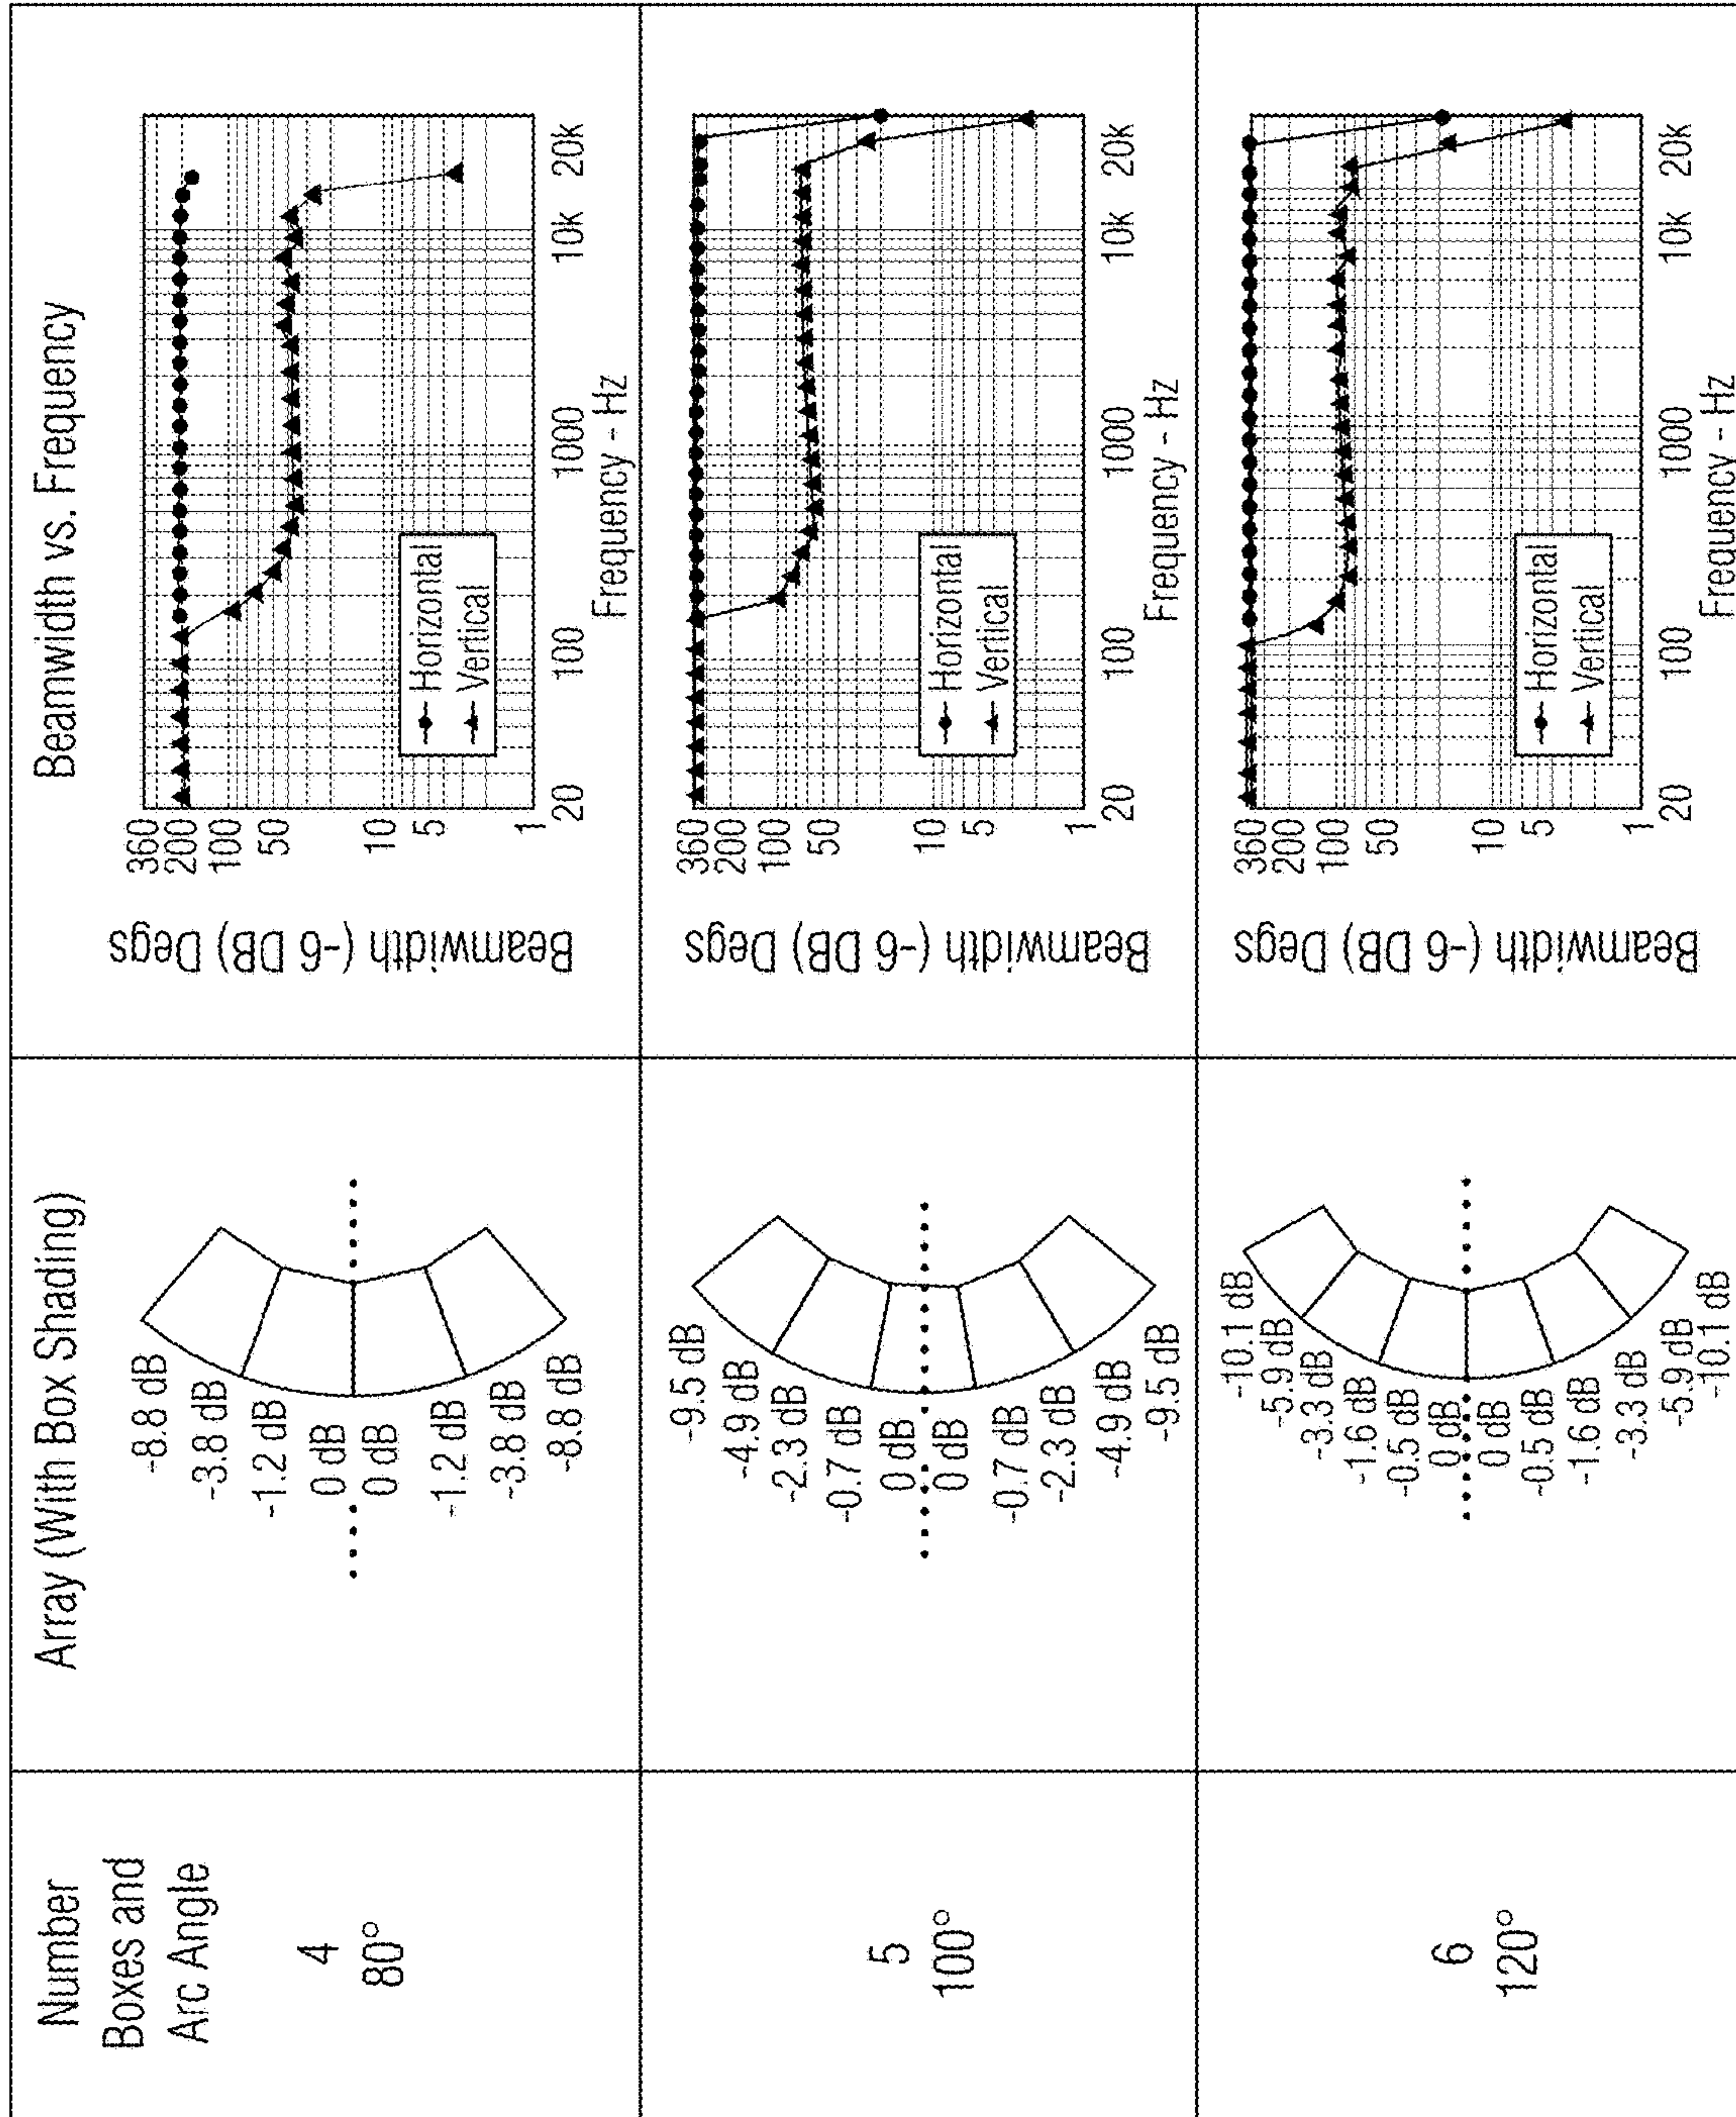 Number
Boxes and
Arc Angle
Array (With Box Shading)
Beamwidth vs. Frequency
4
80°
-8.8 dB
-3.8 dB
-1.2 dB
0 dB
0 dB
-1.2 dB
-3.8 dB
-8.8 dB
Beamwidth (-6 DB) Degs
360
200
100
50
10
5
1
Horizontal
Vertical
20
100
1000
10k
20k
Frequency - Hz
5
100°
-9.5 dB
-4.9 dB
-2.3 dB
-0.7 dB
0 dB
0 dB
-0.7 dB
-2.3 dB
-4.9 dB
-9.5 dB
Beamwidth (-6 DB) Degs
360
200
100
50
10
5
1
Horizontal
Vertical
20
100
1000
10k
20k
Frequency - Hz
6
120°
-10.1 dB
-5.9 dB
-3.3 dB
-1.6 dB
-0.5 dB
0 dB
0 dB
-0.5 dB
-1.6 dB
-3.3 dB
-5.9 dB
-10.1 dB
Beamwidth (-6 DB) Degs
360
200
100
50
10
5
1
Horizontal
Vertical
20
100
1000
10k
20k
Frequency - Hz